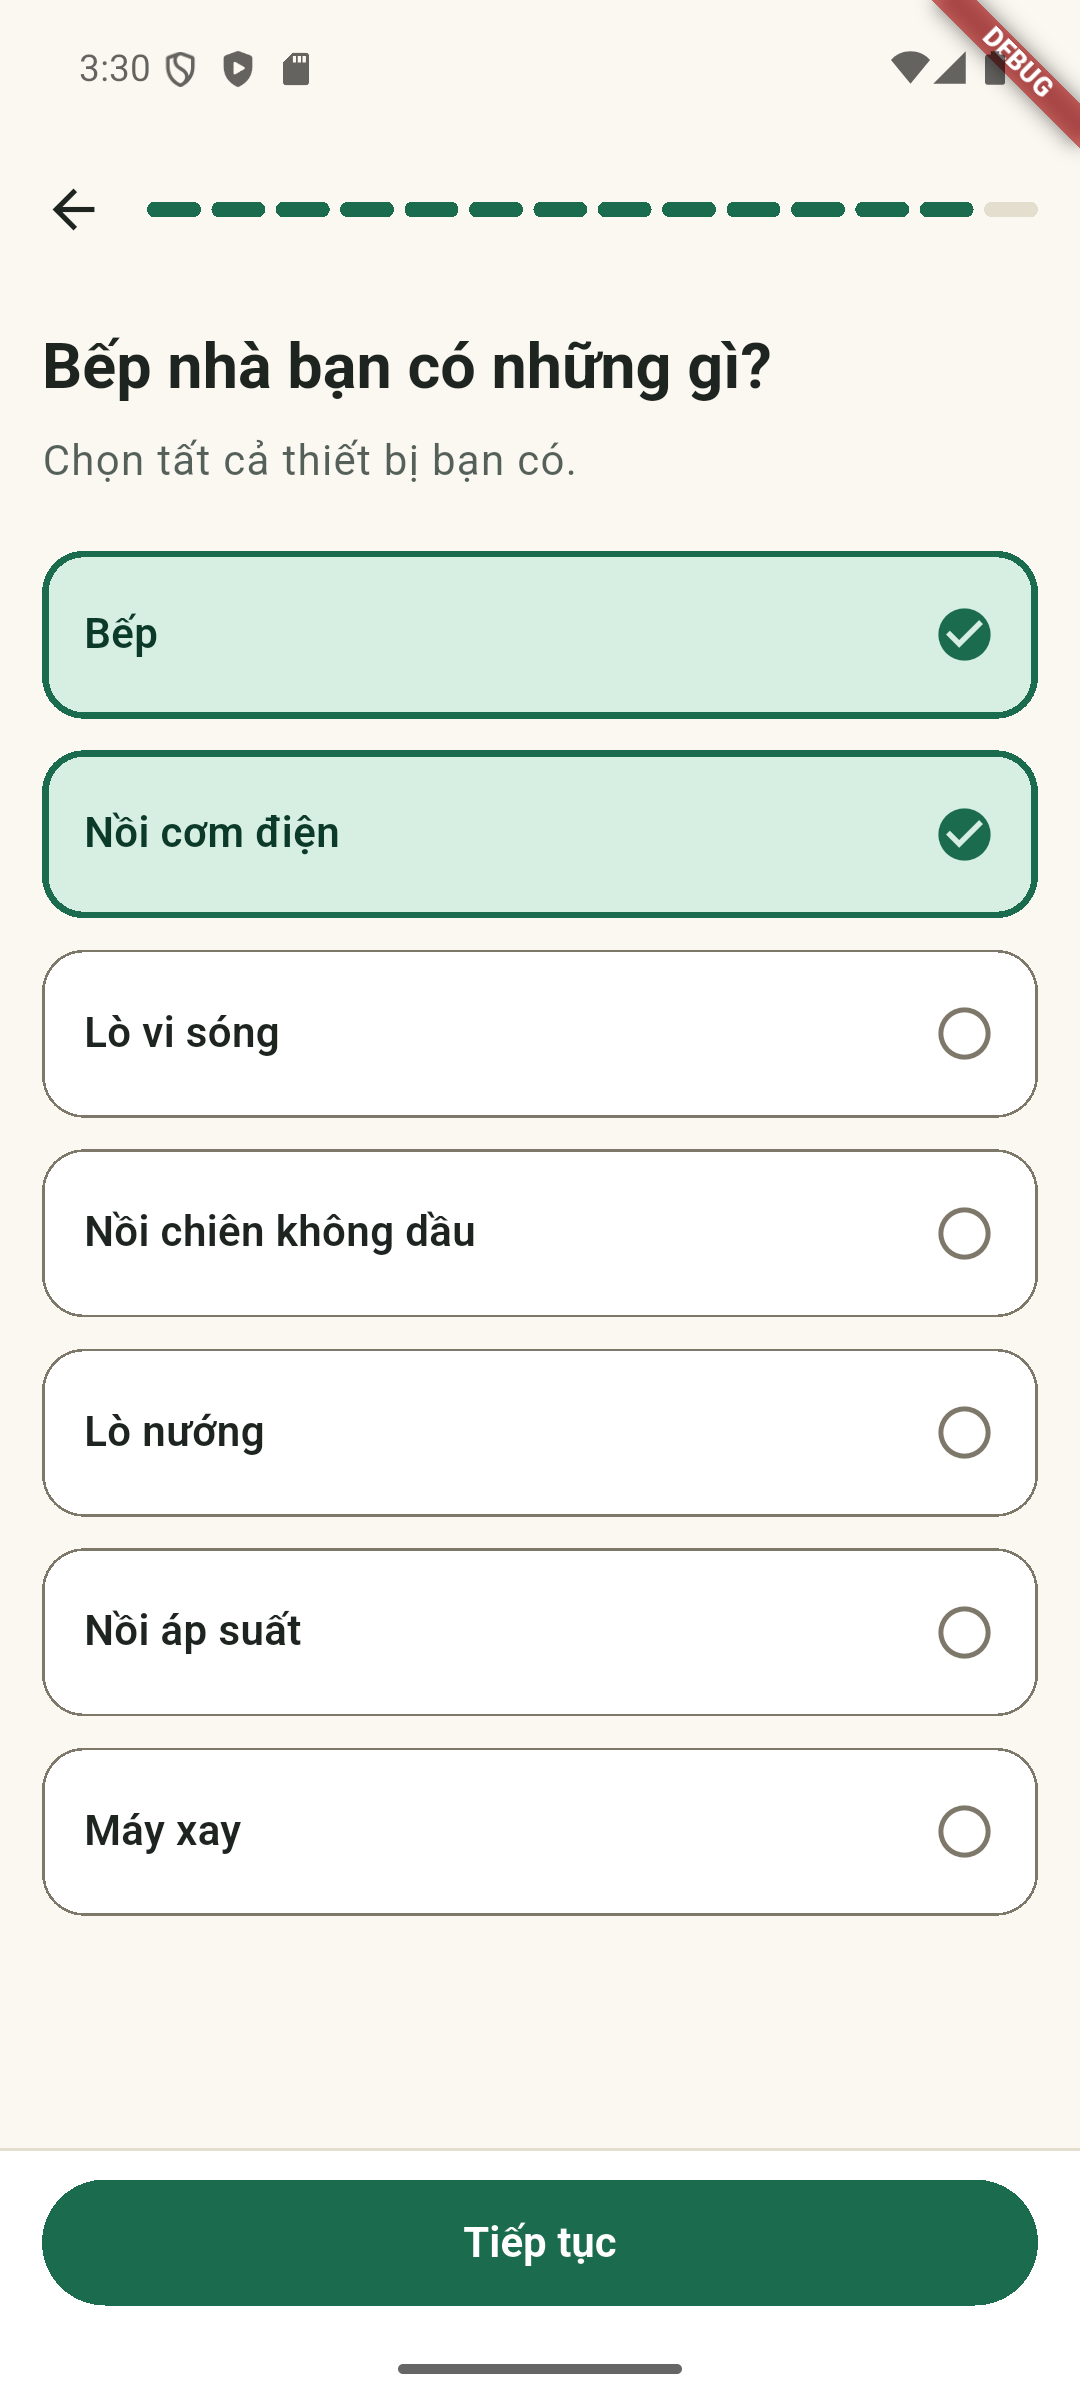 3:30
DEBUG
Bếp nhà bạn có những gì?
Chọn tất cả thiết bị bạn có.
Bếp
Nồi cơm điện
Lò vi sóng
Nồi chiên không dầu
Lò nướng
Nồi áp suất
Máy xay
Tiếp tục